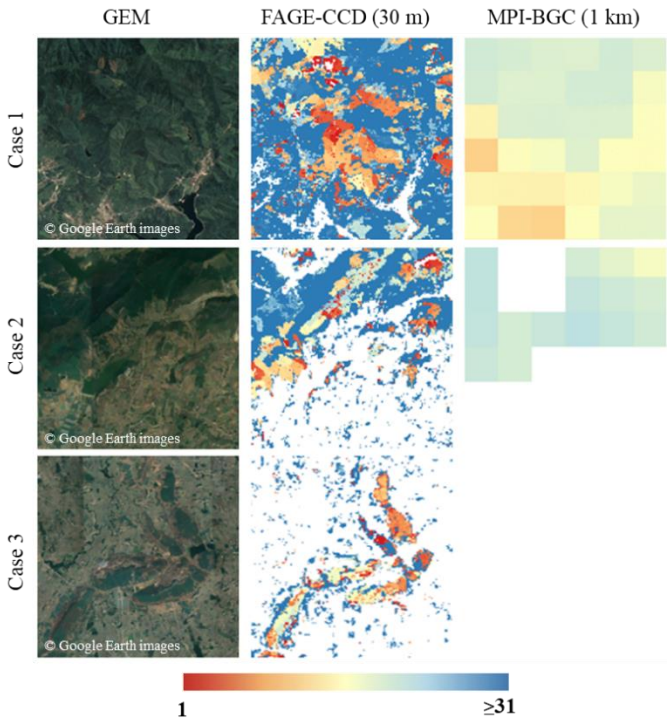 GEM FAGE-CCD (30 m) MPI-BGC (1 km)
Case 1
© Google Earth images
Case 2
© Google Earth images
Case 3
© Google Earth images
1 ≥31